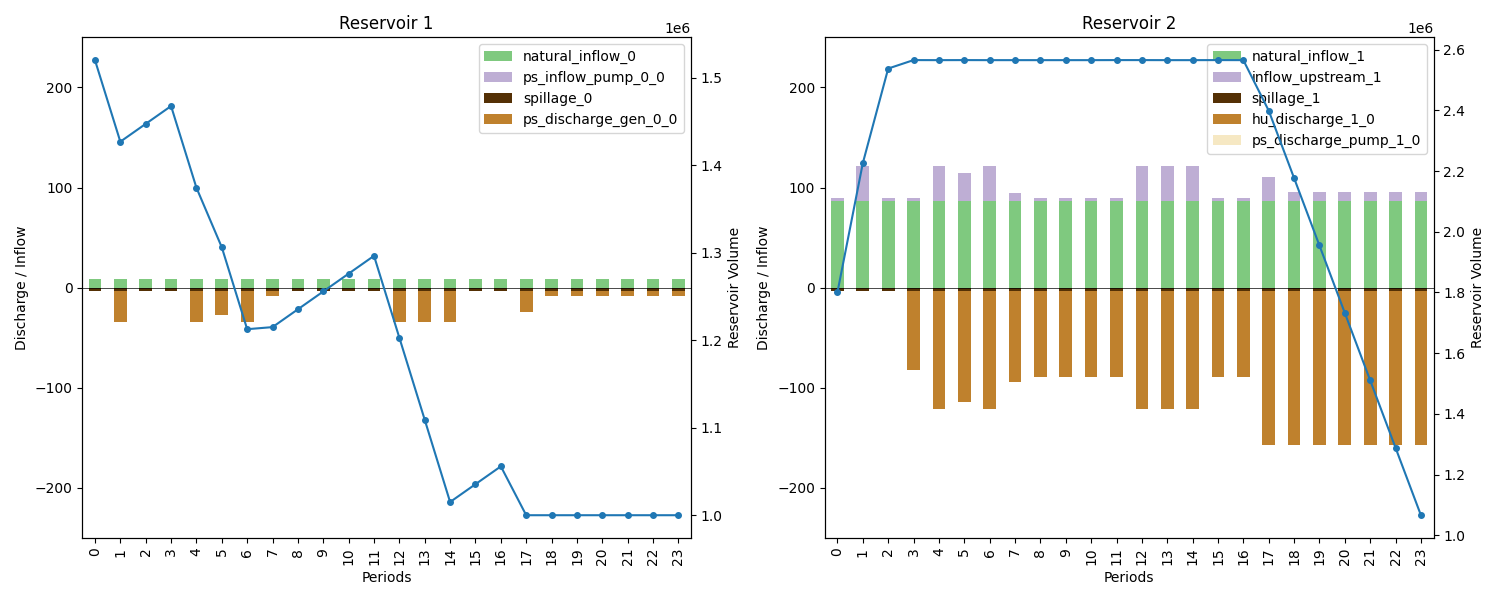 Reservoir 1
1e6
natural_inflow_0
ps_inflow_pump_0_0
spillage_0
ps_discharge_gen_0_0
200
100
0
−100
−200
Discharge / Inflow
1.5
1.4
1.3
1.2
1.1
1.0
Reservoir Volume
0 1 2 3 4 5 6 7 8 9 10 11 12 13 14 15 16 17 18 19 20 21 22 23
Periods
Reservoir 2
1e6
natural_inflow_1
inflow_upstream_1
spillage_1
hu_discharge_1_0
ps_discharge_pump_1_0
200
100
0
−100
−200
Discharge / Inflow
2.6
2.4
2.2
2.0
1.8
1.6
1.4
1.2
1.0
Reservoir Volume
0 1 2 3 4 5 6 7 8 9 10 11 12 13 14 15 16 17 18 19 20 21 22 23
Periods